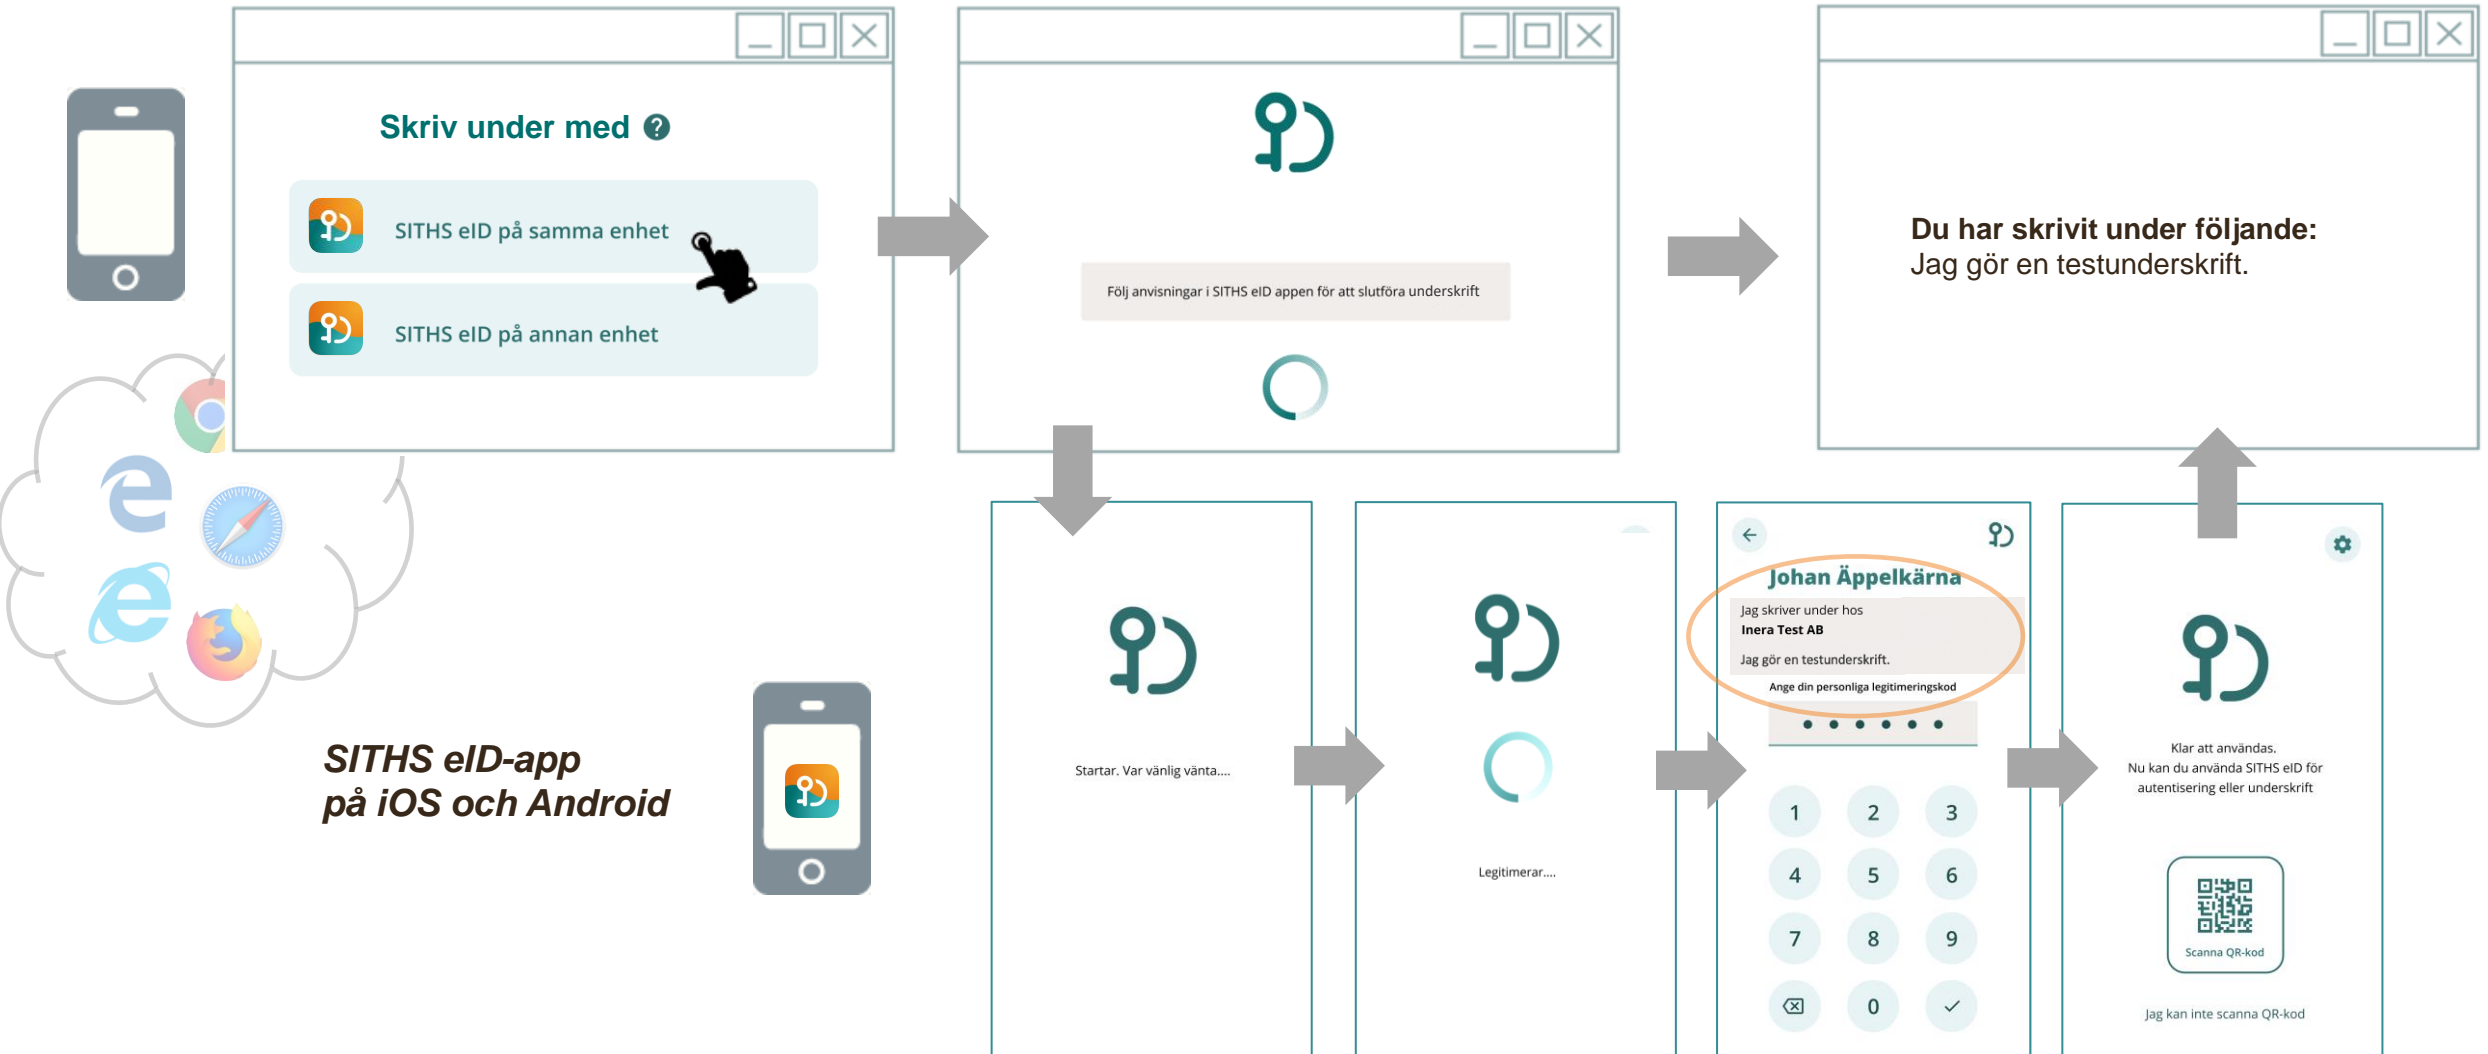 Skriv under med ?
SITHS eID på samma enhet
SITHS eID på annan enhet
Följ anvisningar i SITHS eID appen för att slutföra underskrift
Du har skrivit under följande:
Jag gör en testunderskrift.
SITHS eID-app
på iOS och Android
Startar. Var vänlig vänta....
Legitimerar....
Johan Äppelkärna
Jag skriver under hos
Inera Test AB
Jag gör en testunderskrift.
Ange din personliga legitimeringskod
1 2 3
4 5 6
7 8 9
0
Klar att användas.
Nu kan du använda SITHS eID för
autentisering eller underskrift
Scanna QR-kod
Jag kan inte scanna QR-kod